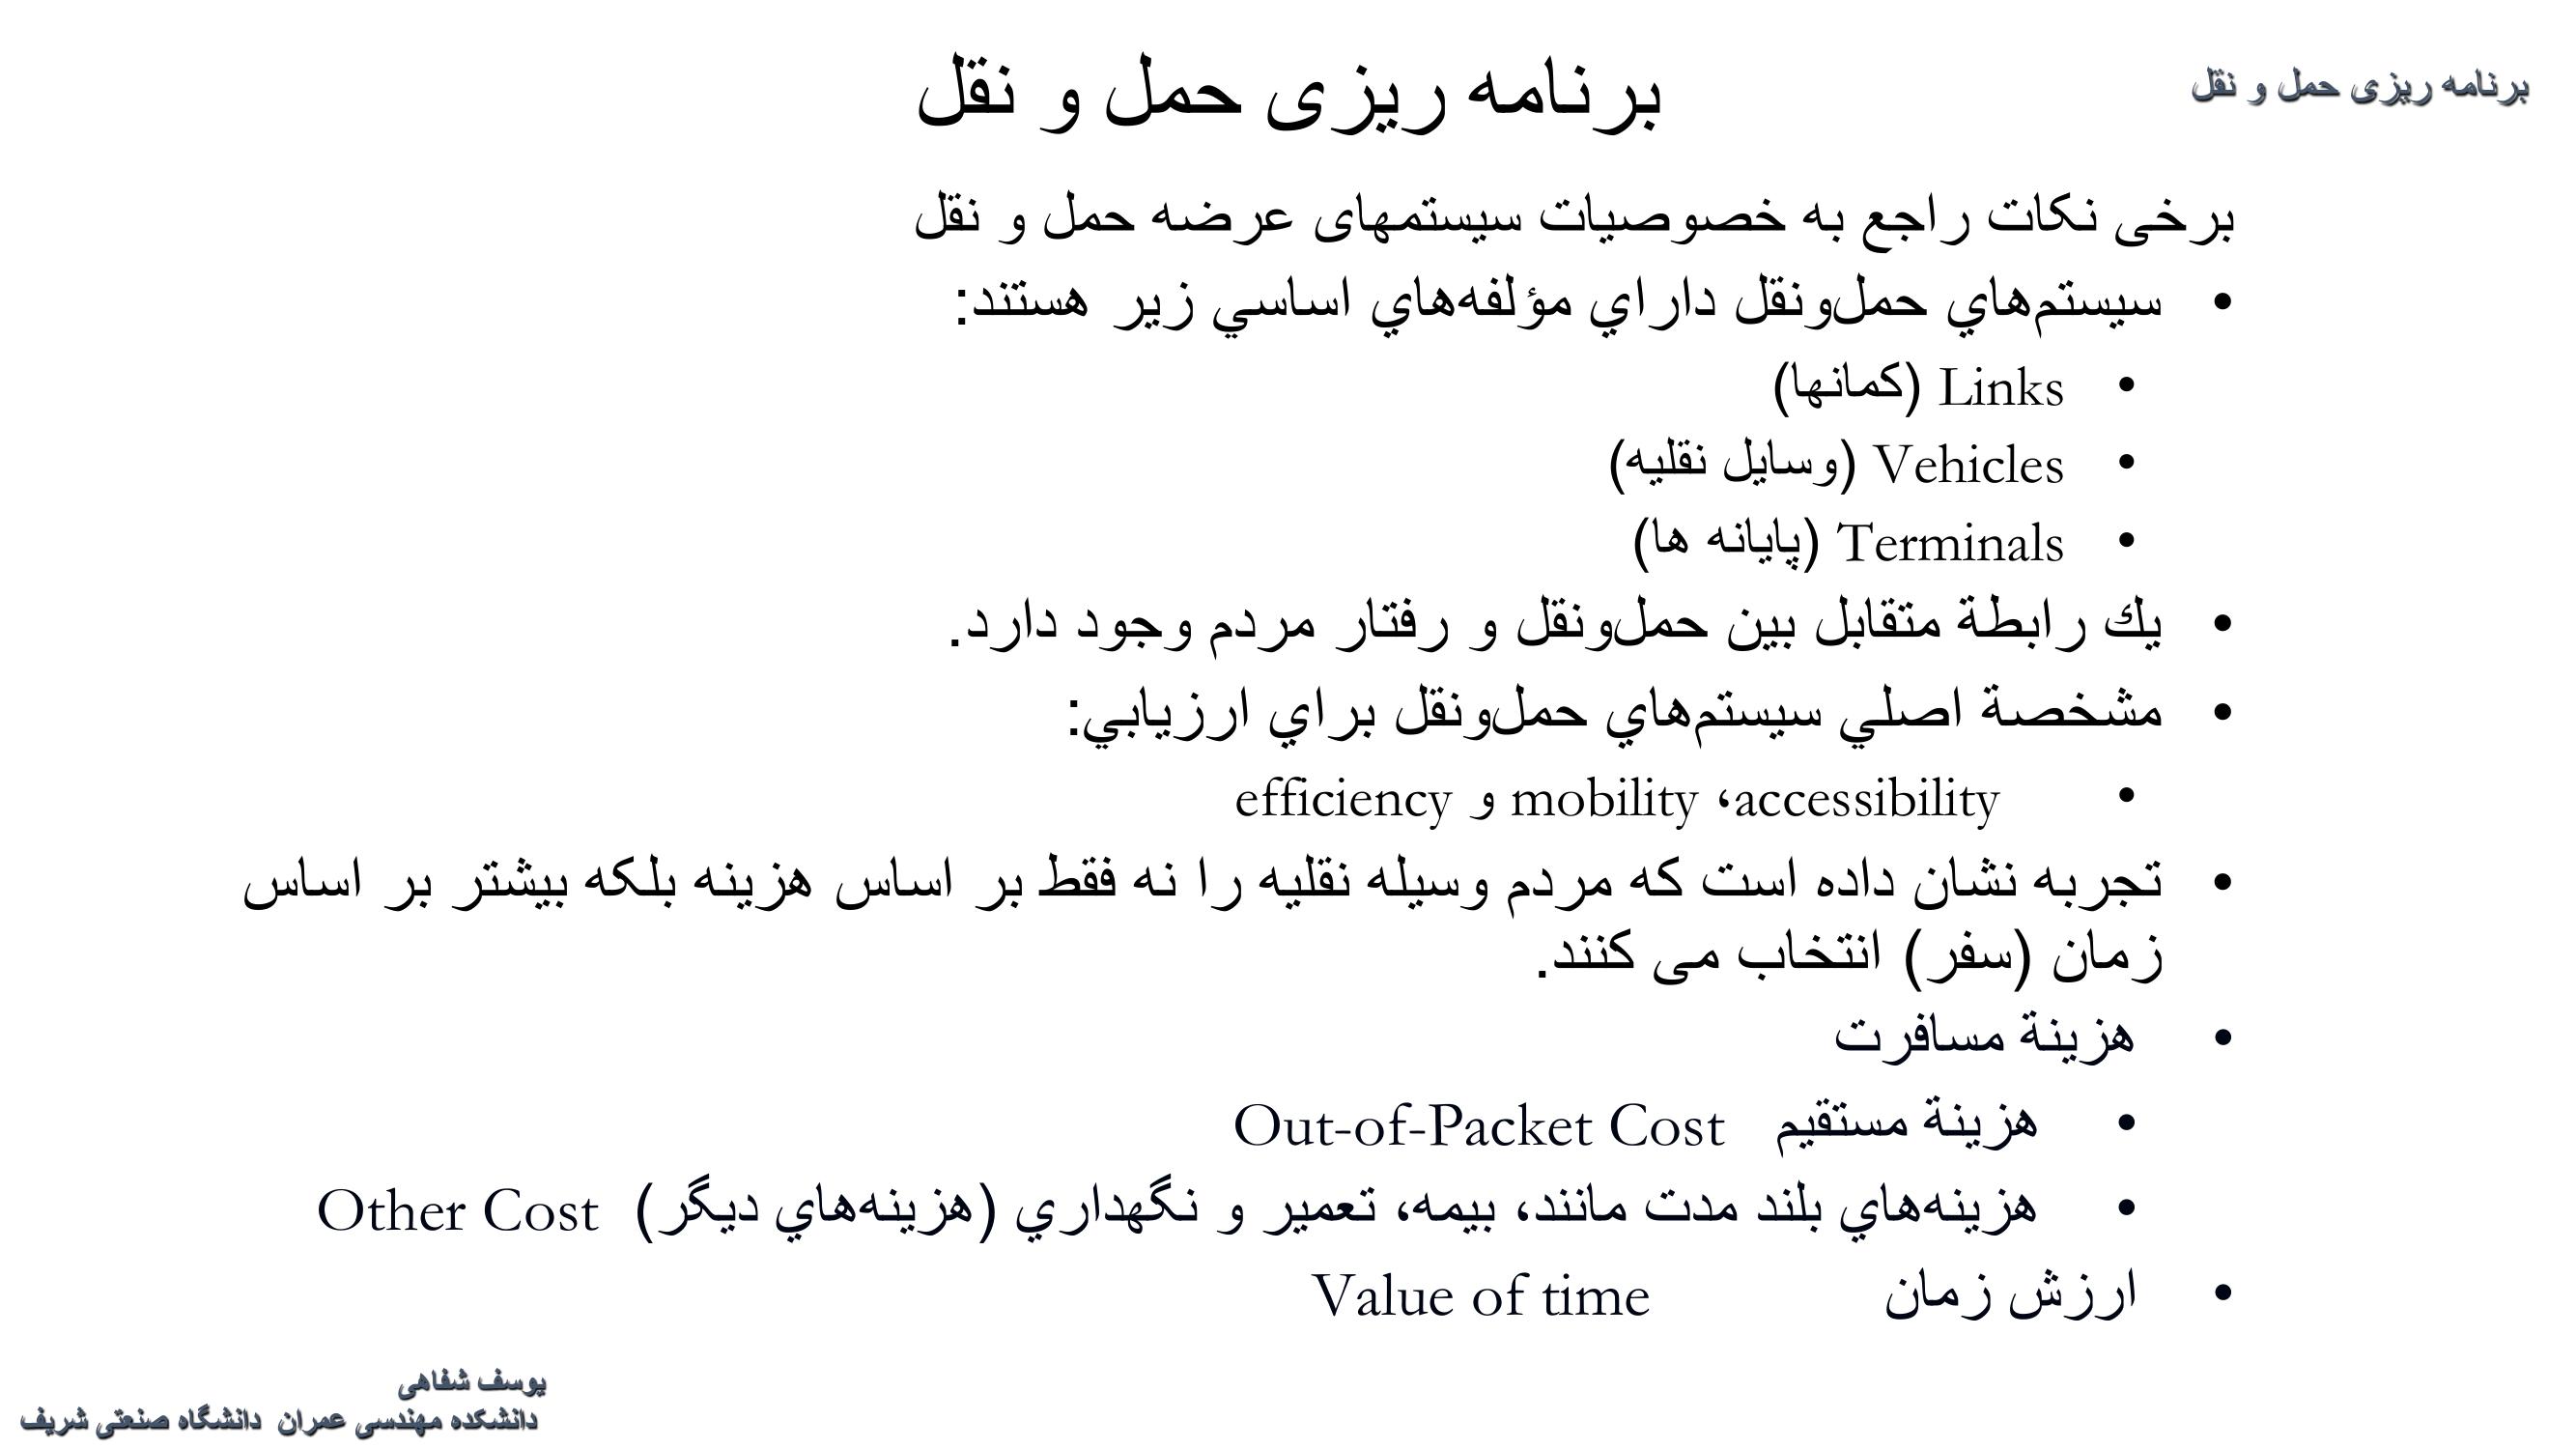 برنامه ریزی حمل و نقل
برنامه ریزی حمل و نقل
برخی نکات راجع به خصوصیات سیستمهای عرضه حمل و نقل
• سيستم‌هاي حمل‌ونقل داراي مؤلفه‌هاي اساسي زير هستند:
• Links (کمانها)
• Vehicles (وسایل نقلیه)
• Terminals (پایانه ها)
• يك رابطة متقابل بين حمل‌ونقل و رفتار مردم وجود دارد.
• مشخصة اصلي سيستم‌هاي حمل‌ونقل براي ارزيابي:
• accessibility، mobility و efficiency
• تجربه نشان داده است که مردم وسیله نقلیه را نه فقط بر اساس هزینه بلکه بیشتر بر اساس
زمان (سفر) انتخاب می کنند.
• هزينة مسافرت
• هزينة مستقيم Out-of-Packet Cost
• هزينه‌هاي بلند مدت مانند، بيمه، تعمير و نگهداري (هزينه‌هاي ديگر) Other Cost
• ارزش زمان Value of time
یوسف شفاهی
دانشکده مهندسی عمران دانشگاه صنعتی شریف